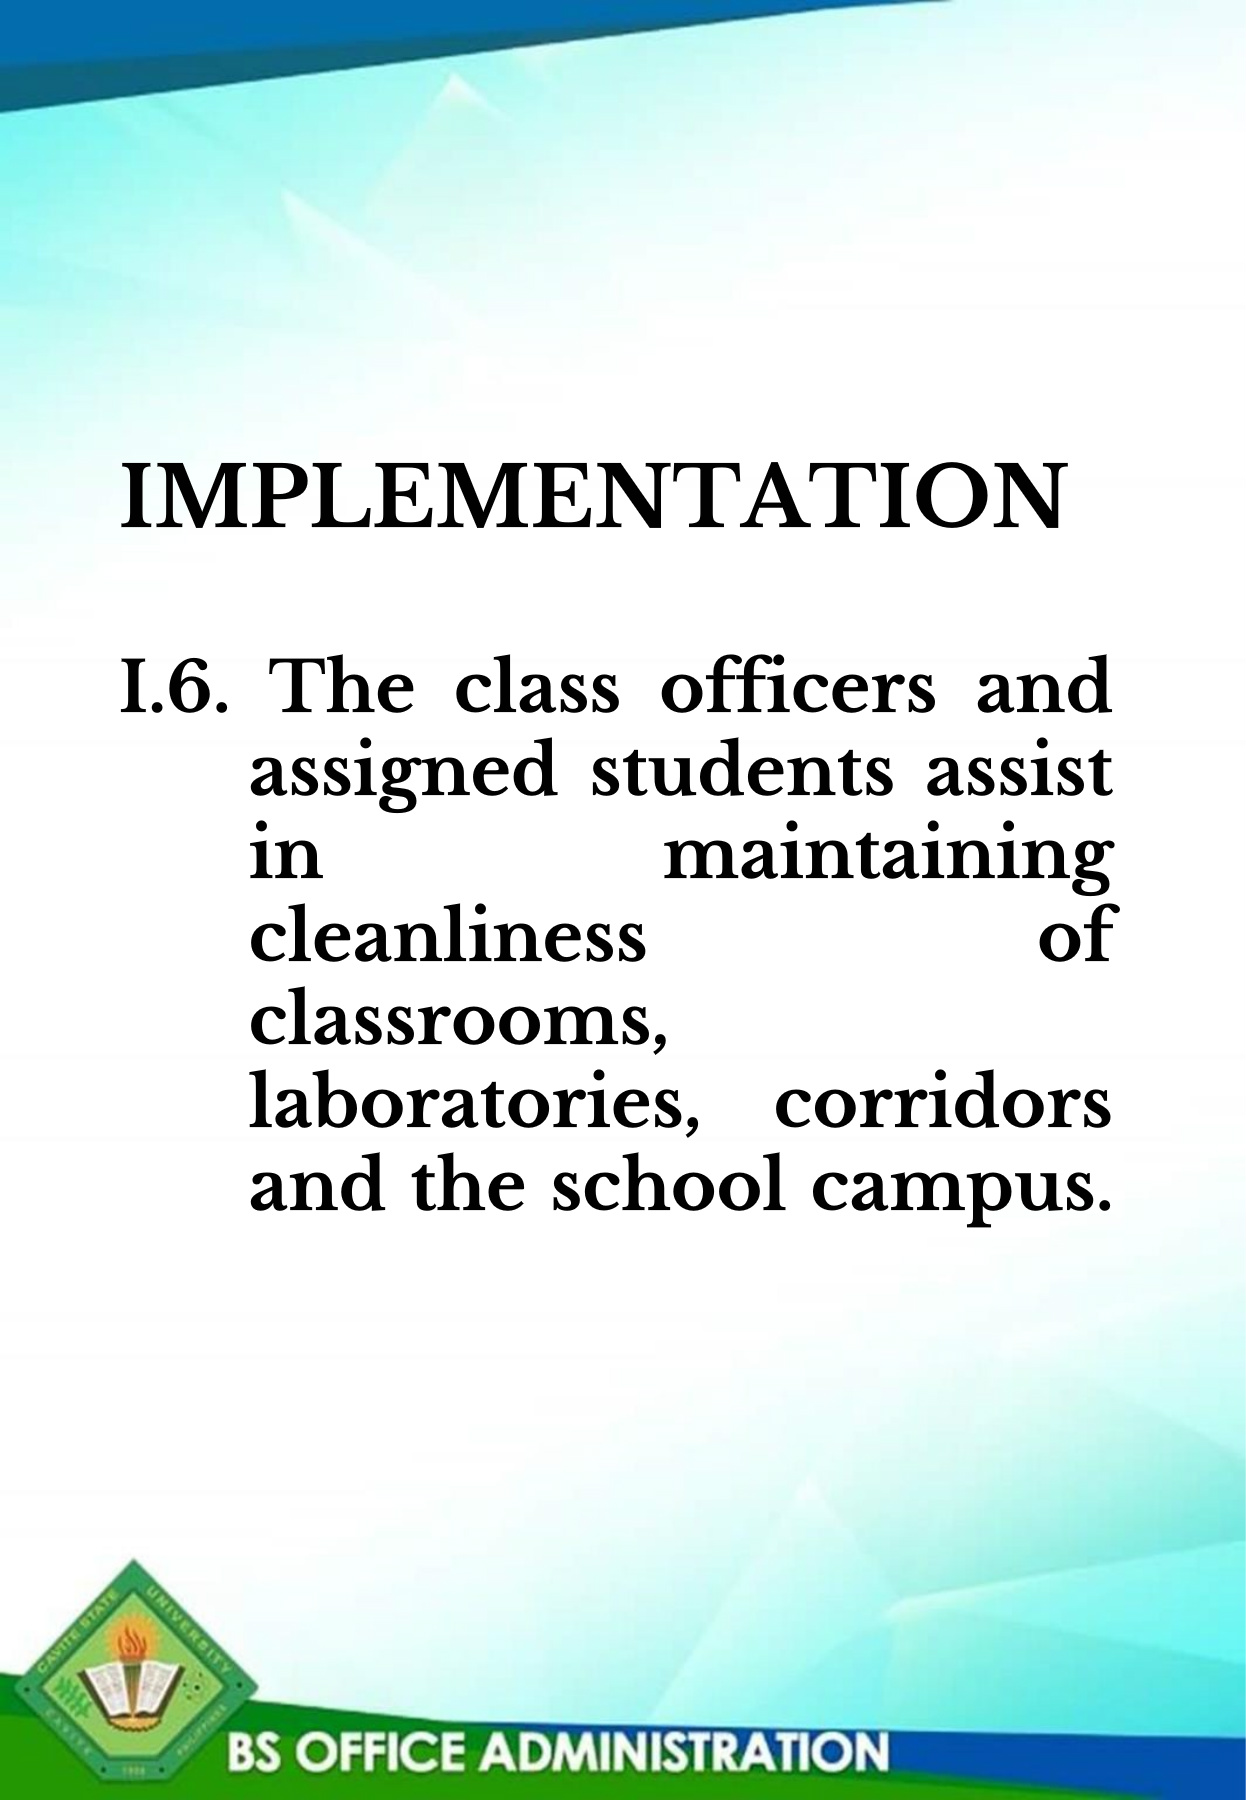 IMPLEMENTATION
I.6. The class officers and
assigned students assist
in maintaining
cleanliness of
classrooms,
laboratories, corridors
and the school campus.
CAVITE STATE UNIVERSITY
CAVITE PHILIPPINES
1906
BS OFFICE ADMINISTRATION